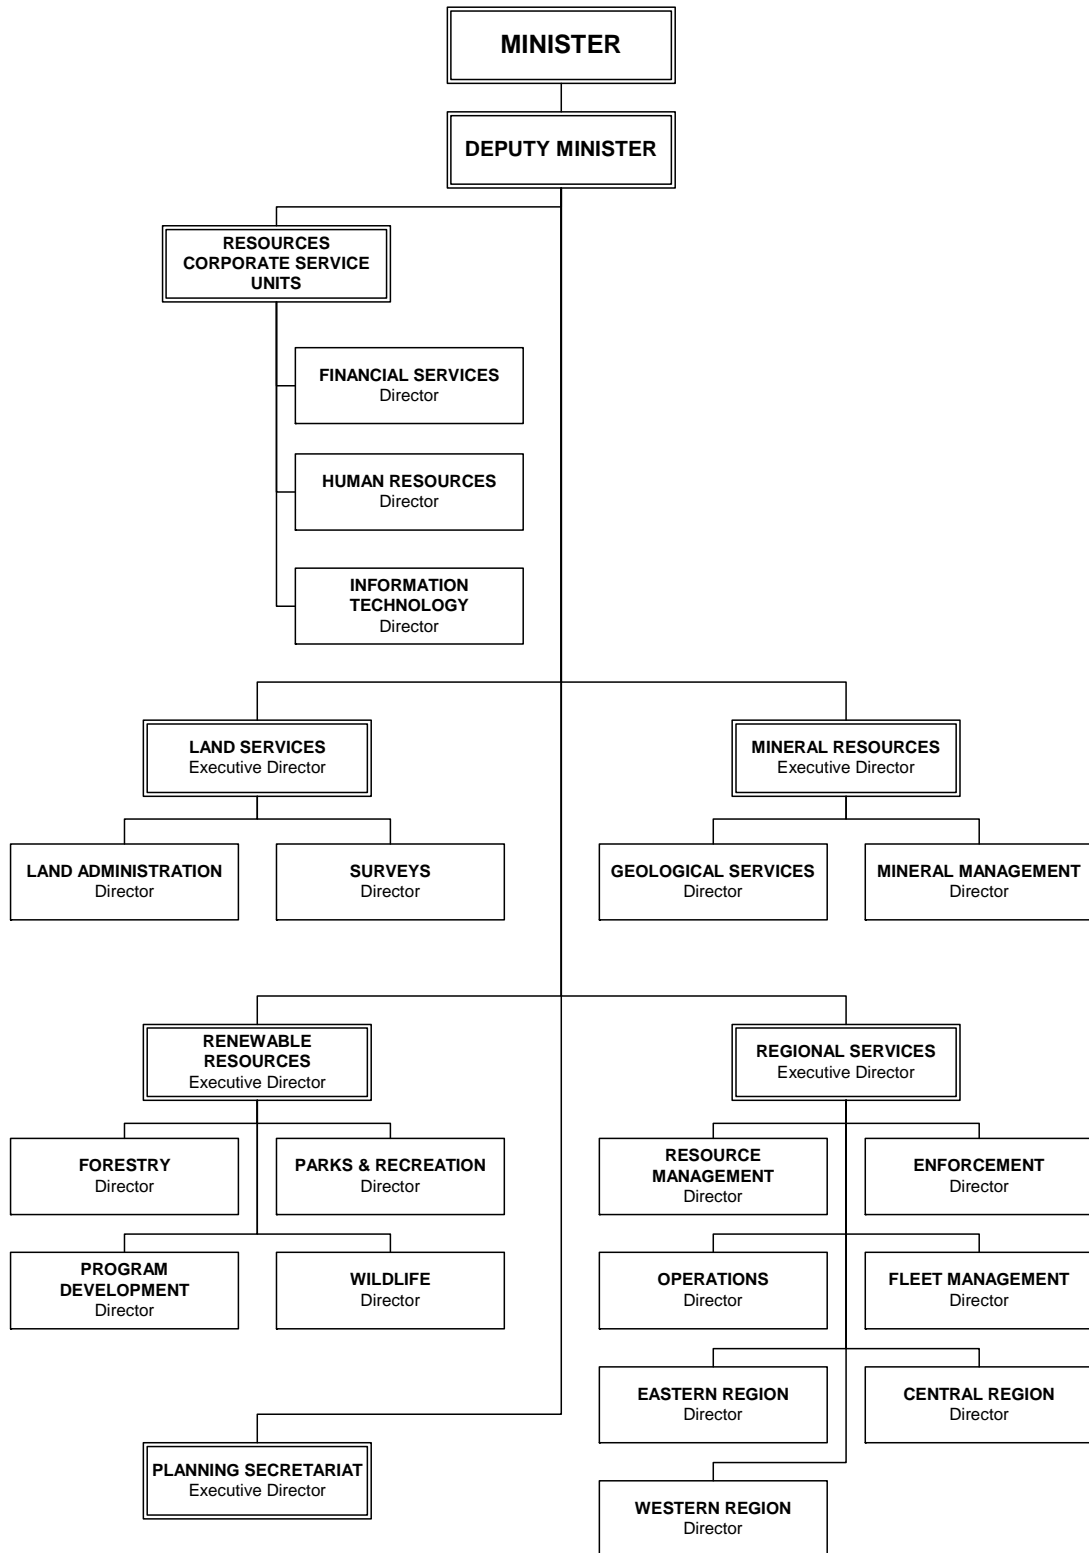 MINISTER
DEPUTY MINISTER
RESOURCES
CORPORATE SERVICE
UNITS
FINANCIAL SERVICES
Director
HUMAN RESOURCES
Director
INFORMATION
TECHNOLOGY
Director
LAND SERVICES
Executive Director
MINERAL RESOURCES
Executive Director
LAND ADMINISTRATION
Director
SURVEYS
Director
GEOLOGICAL SERVICES
Director
MINERAL MANAGEMENT
Director
RENEWABLE
RESOURCES
Executive Director
REGIONAL SERVICES
Executive Director
FORESTRY
Director
PARKS & RECREATION
Director
RESOURCE
MANAGEMENT
Director
ENFORCEMENT
Director
PROGRAM
DEVELOPMENT
Director
WILDLIFE
Director
OPERATIONS
Director
FLEET MANAGEMENT
Director
EASTERN REGION
Director
CENTRAL REGION
Director
PLANNING SECRETARIAT
Executive Director
WESTERN REGION
Director